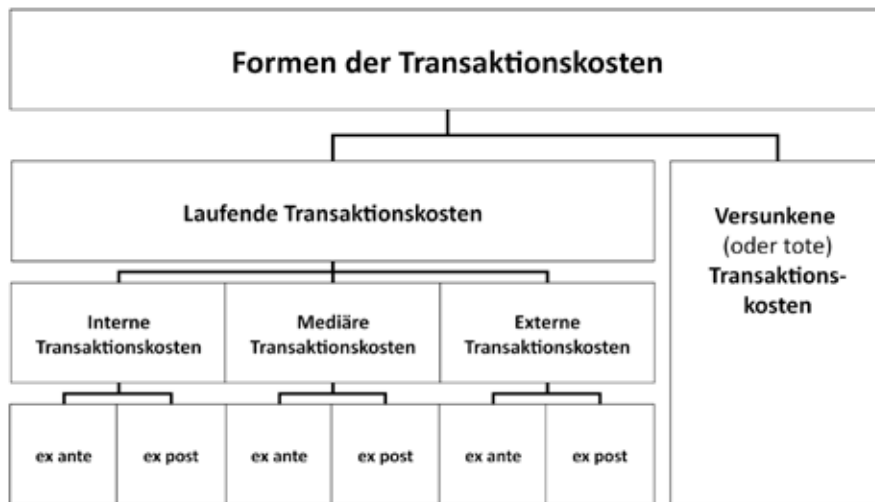 Formen der Transaktionskosten
Laufende Transaktionskosten
Versunkene
(oder tote)
Transaktions-
kosten
Interne
Transaktionskosten
Mediäre
Transaktionskosten
Externe
Transaktionskosten
ex ante
ex post
ex ante
ex post
ex ante
ex post